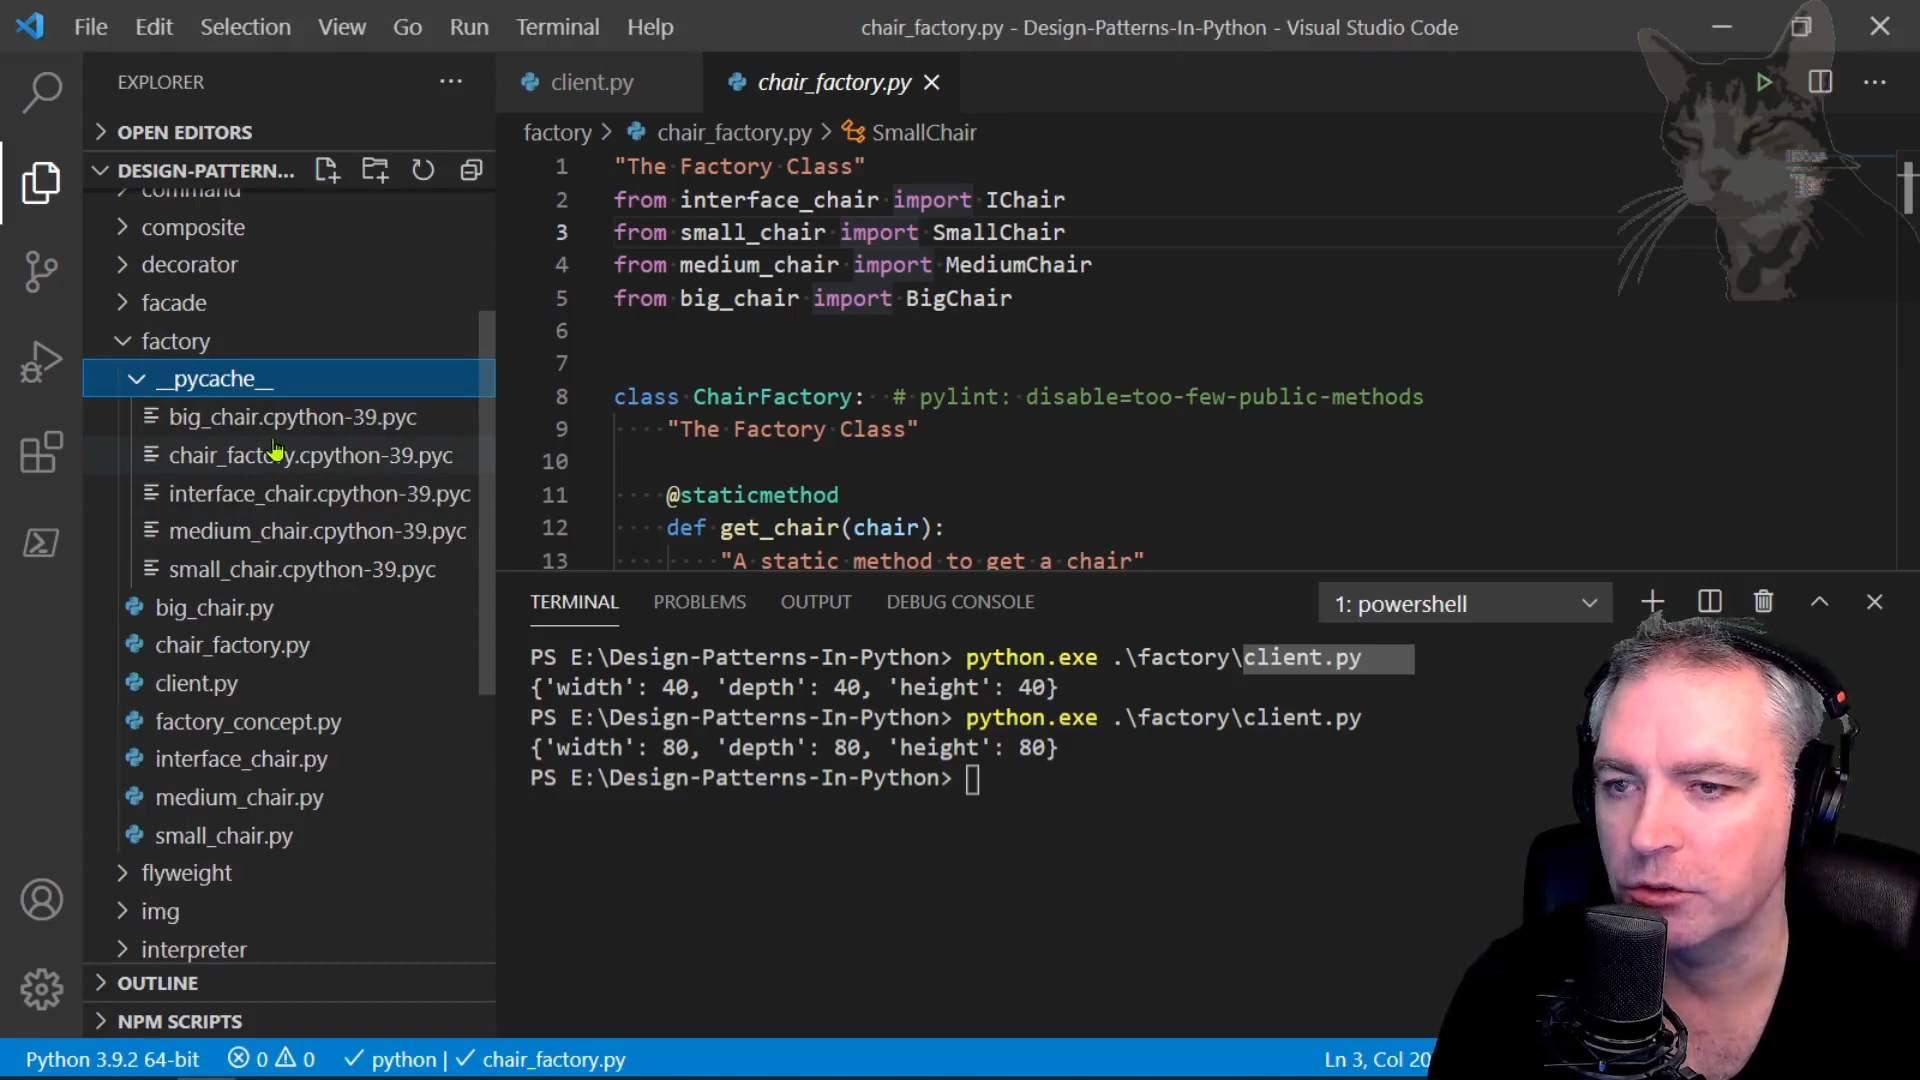 File Edit Selection View Go Run Terminal Help
chair_factory.py - Design-Patterns-In-Python - Visual Studio Code
EXPLORER
OPEN EDITORS
DESIGN-PATTERN...
command
composite
decorator
facade
factory
__pycache__
big_chair.cpython-39.pyc
chair_factory.cpython-39.pyc
interface_chair.cpython-39.pyc
medium_chair.cpython-39.pyc
small_chair.cpython-39.pyc
big_chair.py
chair_factory.py
client.py
factory_concept.py
interface_chair.py
medium_chair.py
small_chair.py
flyweight
img
interpreter
OUTLINE
NPM SCRIPTS
client.py chair_factory.py
factory > chair_factory.py > SmallChair
1 "The Factory Class"
2 from interface_chair import IChair
3 from small_chair import SmallChair
4 from medium_chair import MediumChair
5 from big_chair import BigChair
6
7
8 class ChairFactory: # pylint: disable=too-few-public-methods
9 "The Factory Class"
10
11 @staticmethod
12 def get_chair(chair):
13 "A static method to get a chair"
TERMINAL PROBLEMS OUTPUT DEBUG CONSOLE 1: powershell
PS E:\Design-Patterns-In-Python> python.exe .\factory\client.py
{'width': 40, 'depth': 40, 'height': 40}
PS E:\Design-Patterns-In-Python> python.exe .\factory\client.py
{'width': 80, 'depth': 80, 'height': 80}
PS E:\Design-Patterns-In-Python>
Python 3.9.2 64-bit 0 0 python | chair_factory.py Ln 3, Col 20